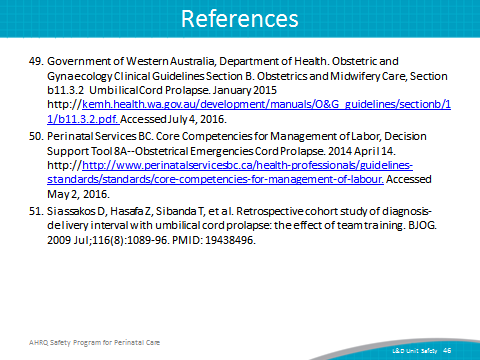 References
49. Government of Western Australia, Department of Health. Obstetric and
Gynaecology Clinical Guidelines Section B. Obstetrics and Midwifery Care, Section
b11.3.2 Umbilical Cord Prolapse. January 2015
http://kemh.health.wa.gov.au/development/manuals/O&G_guidelines/sectionb/1
1/b11.3.2.pdf. Accessed July 4, 2016.
50. Perinatal Services BC. Core Competencies for Management of Labor, Decision
Support Tool 8A--Obstetrical Emergencies Cord Prolapse. 2014 April 14.
http://http://www.perinatalservicesbc.ca/health-professionals/guidelines-
standards/standards/core-competencies-for-management-of-labour. Accessed
May 2, 2016.
51. Siassakos D, Hasafa Z, Sibanda T, et al. Retrospective cohort study of diagnosis-
delivery interval with umbilical cord prolapse: the effect of team training. BJOG.
2009 Jul;116(8):1089-96. PMID: 19438496.
AHRQ Safety Program for Perinatal Care
L&D Unit Safety 46